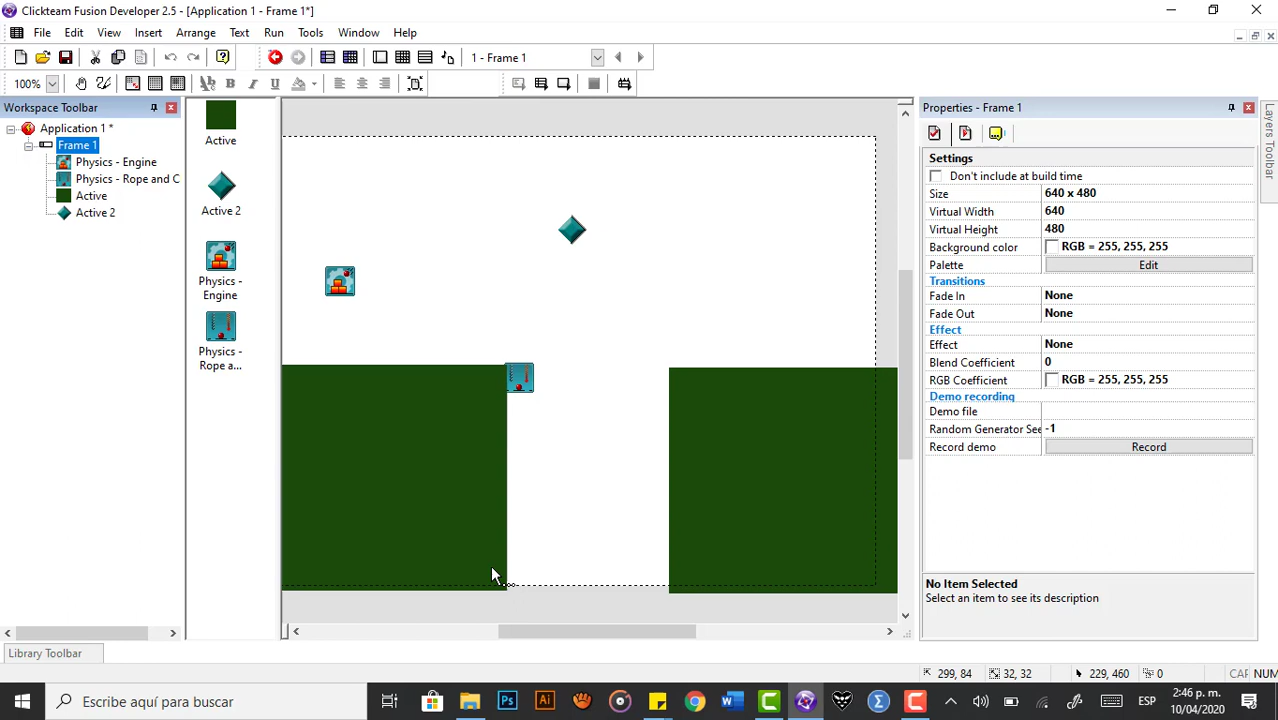 Clickteam Fusion Developer 2.5 - [Application 1 - Frame 1*]
File Edit View Insert Arrange Text Run Tools Window Help
1 - Frame 1
100%
Workspace Toolbar
Application 1 *
Frame 1
Physics - Engine
Physics - Rope and C
Active
Active 2
Active
Active 2
Physics -
Engine
Physics -
Rope a...
Properties - Frame 1
Settings
Don't include at build time
Size 640 x 480
Virtual Width 640
Virtual Height 480
Background color RGB = 255, 255, 255
Palette Edit
Transitions
Fade In None
Fade Out None
Effect
Effect None
Blend Coefficient 0
RGB Coefficient RGB = 255, 255, 255
Demo recording
Demo file
Random Generator See -1
Record demo Record
No Item Selected
Select an item to see its description
Layers Toolbar
Library Toolbar
299, 84 32, 32 229, 460 0 CAF NUM
Escribe aquí para buscar
Ps Ai ESP
2:46 p. m.
10/04/2020